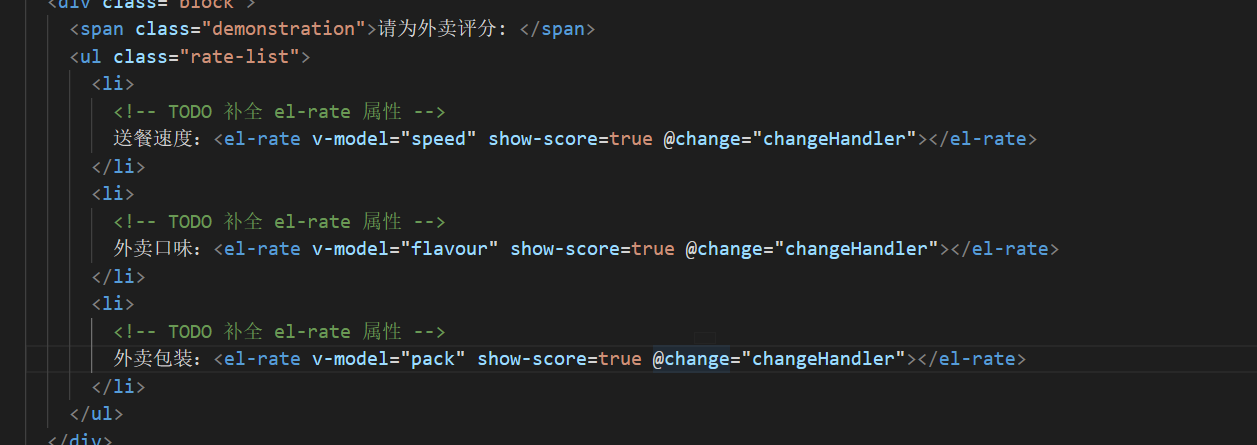 <div class="block">
<span class="demonstration">请为外卖评分: </span>
<ul class="rate-list">
<li>
<!-- TODO 补全 el-rate 属性 -->
送餐速度: <el-rate v-model="speed" show-score=true @change="changeHandler"></el-rate>
</li>
<li>
<!-- TODO 补全 el-rate 属性 -->
外卖口味: <el-rate v-model="flavour" show-score=true @change="changeHandler"></el-rate>
</li>
<li>
<!-- TODO 补全 el-rate 属性 -->
外卖包装: <el-rate v-model="pack" show-score=true @change="changeHandler"></el-rate>
</li>
</ul>
</div>